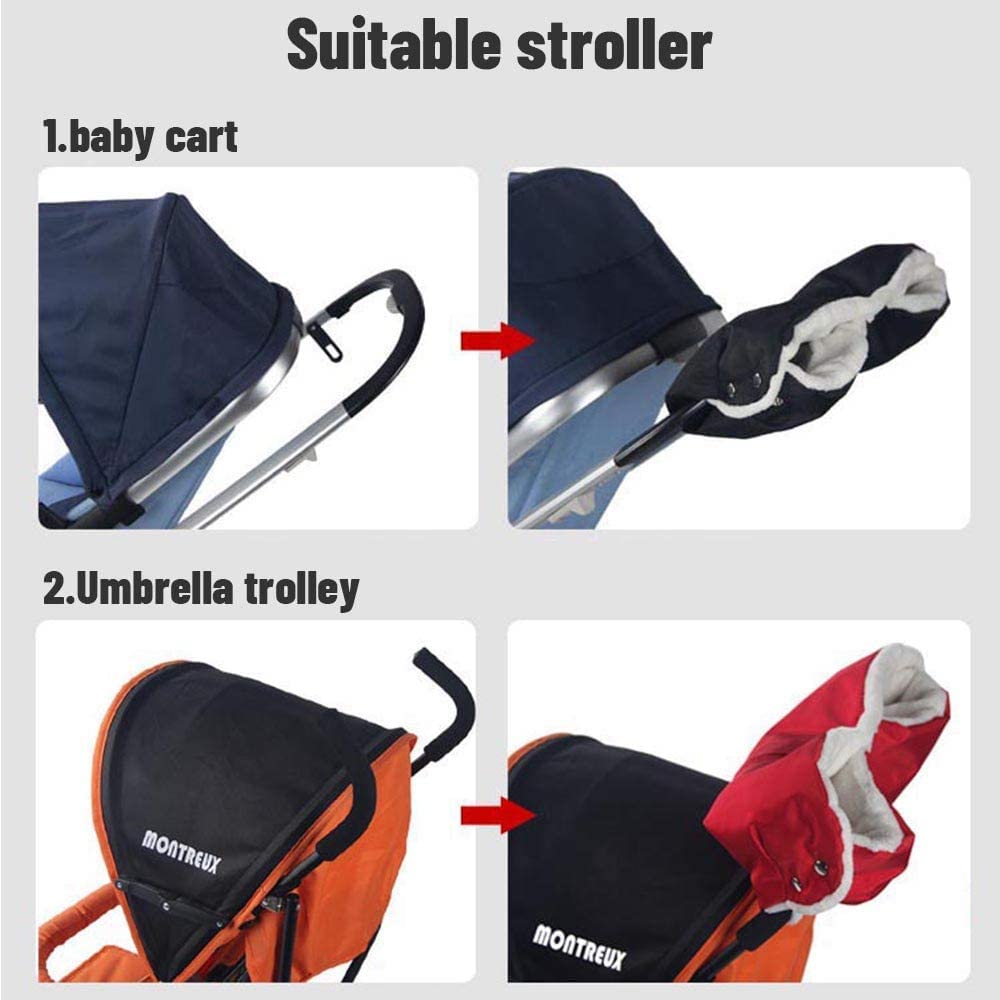 Suitable stroller
1.baby cart
2.Umbrella trolley
MONTREUX
MONTREUX